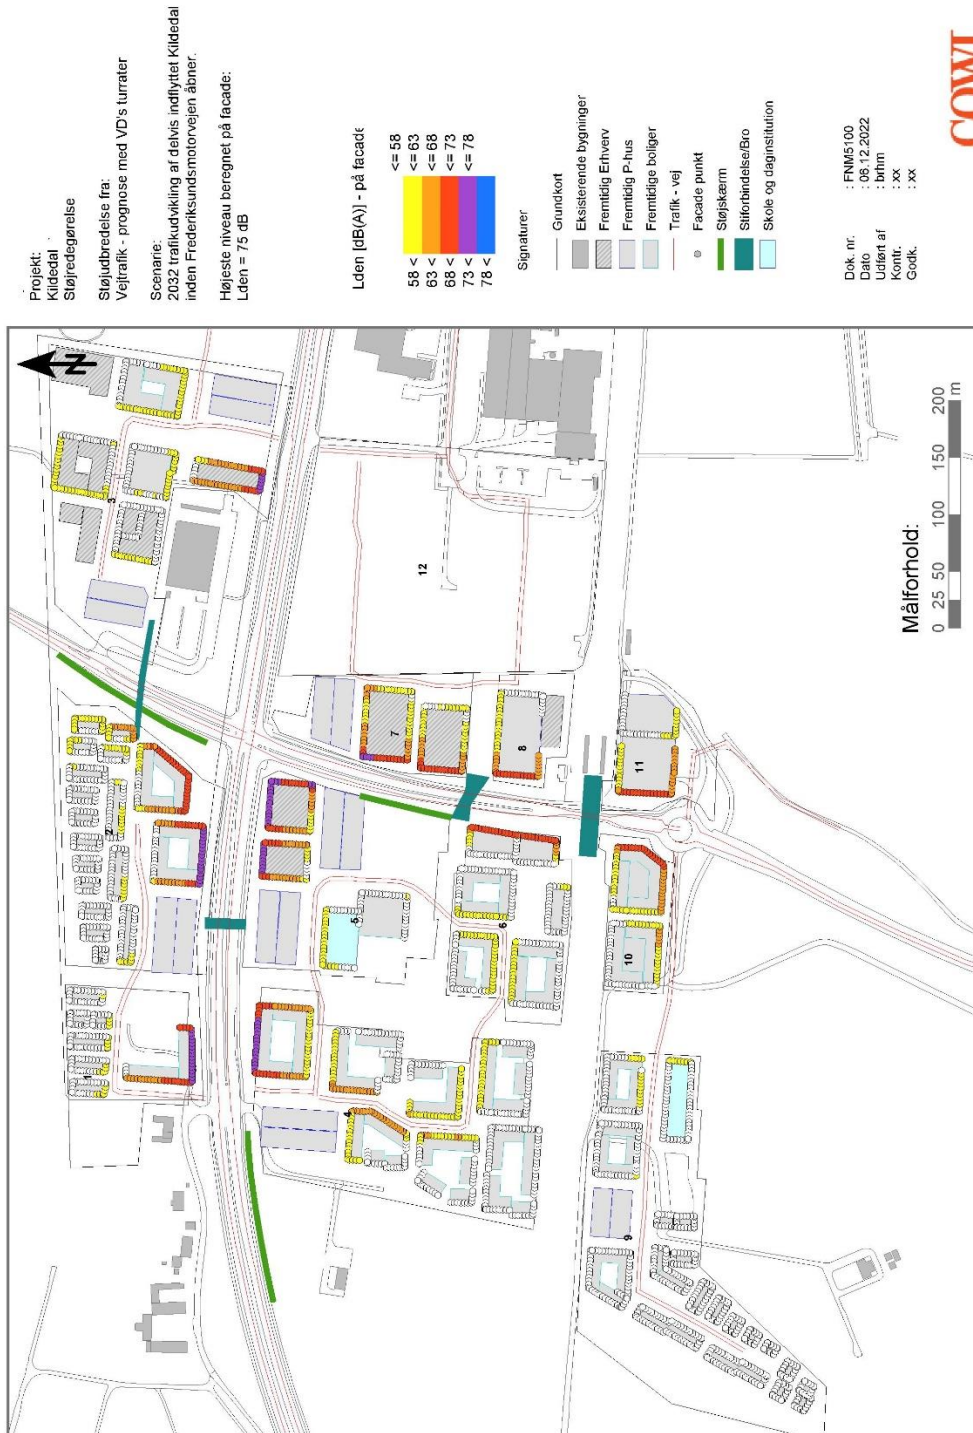 Projekt:
Kildedal
Støjredegørelse
Støjudbredelse fra:
Vejtrafik - prognose med VD's turrater
Scenarie:
2032 trafikudvikling af delvis indflyttet Kildedal
inden Frederiksundsmotorvejen åbner.
Højeste niveau beregnet på facade:
Lden = 75 dB
Lden [dB(A)] - på facade
<= 58
58 < <= 63
63 < <= 68
68 < <= 73
73 < <= 78
78 <
Signaturer
Grundkort
Eksisterende bygninger
Fremtidig Erhverv
Fremtidig P-hus
Fremtidige boliger
Trafik - vej
Facade punkt
Støjskærm
Stiforbindelse/Bro
Skole og daginstitution
Dok. nr. : FNM5100
Dato : 06.12.2022
Udført af : brhm
Kontr. : xx
Godk. : xx
COWI
N
1
2
3
4
5
6
7
8
9
10
11
12
Målforhold:
0 25 50 100 150 200
m